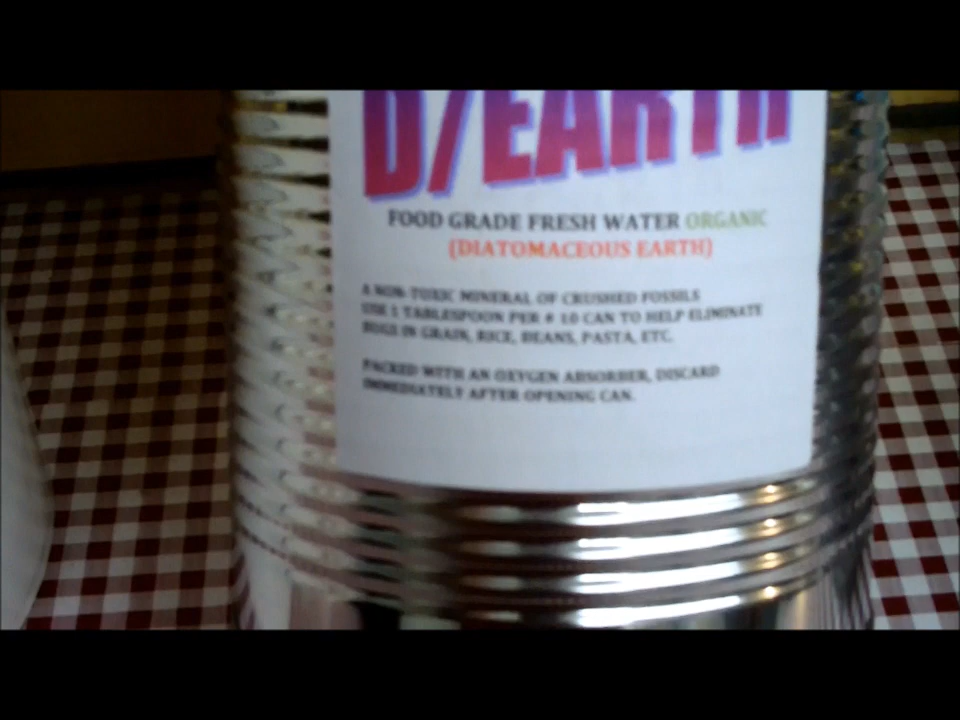 D/EARTH
FOOD GRADE FRESH WATER ORGANIC
(DIATOMACEOUS EARTH)
A NON-TOXIC MINERAL OF CRUSHED FOSSILS
USE 1 TABLESPOON PER # 10 CAN TO HELP ELIMINATE
BUGS IN GRAIN, RICE, BEANS, PASTA, ETC.
PACKED WITH AN OXYGEN ABSORBER, DISCARD
IMMEDIATELY AFTER OPENING CAN.